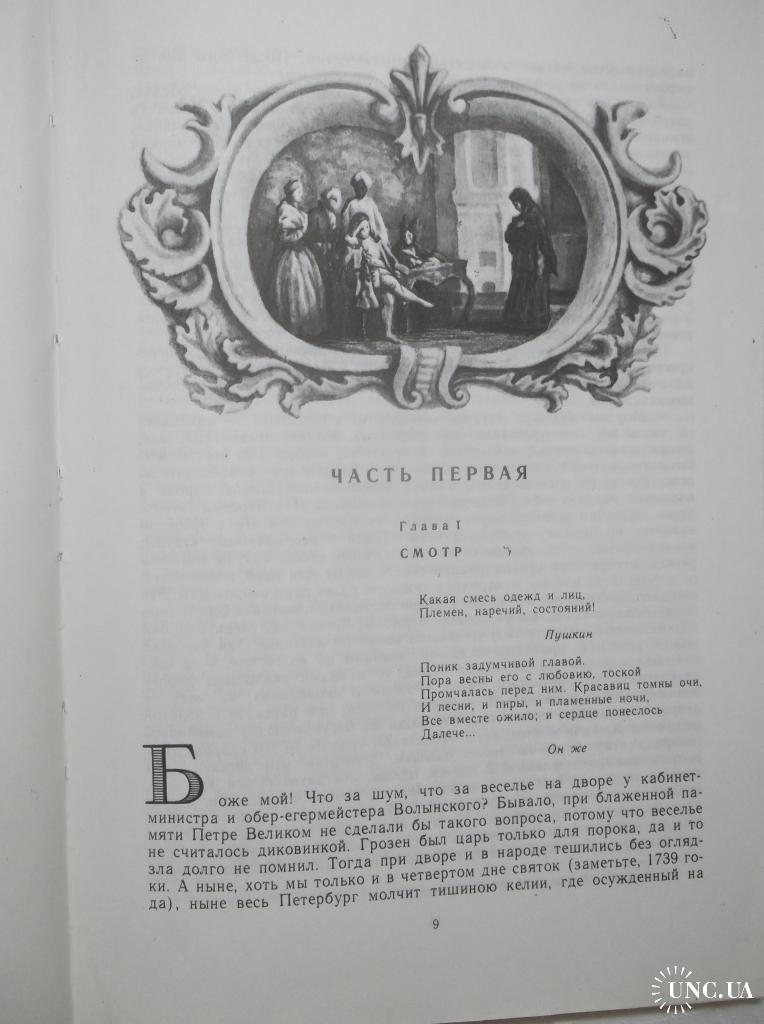 ЧАСТЬ ПЕРВАЯ
Глава I
СМОТР
Какая смесь одежд и лиц,
Племен, наречий, состояний!
Пушкин
Поник задумчивой главой.
Пора весны его с любовию, тоской
Промчалась перед ним. Красавиц томны очи,
И песни, и пиры, и пламенные ночи,
Все вместе ожило; и сердце понеслось
Далече...
Он же
Боже мой! Что за шум, что за веселье на дворе у кабинет-
министра и обер-егермейстера Волынского? Бывало, при блаженной па-
мяти Петре Великом не сделали бы такого вопроса, потому что веселье
не считалось диковинкой. Грозен был царь только для порока, да и то
зла долго не помнил. Тогда при дворе и в народе тешились без огляд-
ки. А ныне, хоть мы только и в четвертом дне святок (заметьте, 1739 го-
да), ныне весь Петербург молчит тишиною келии, где осужденный на
9
UNC.UA